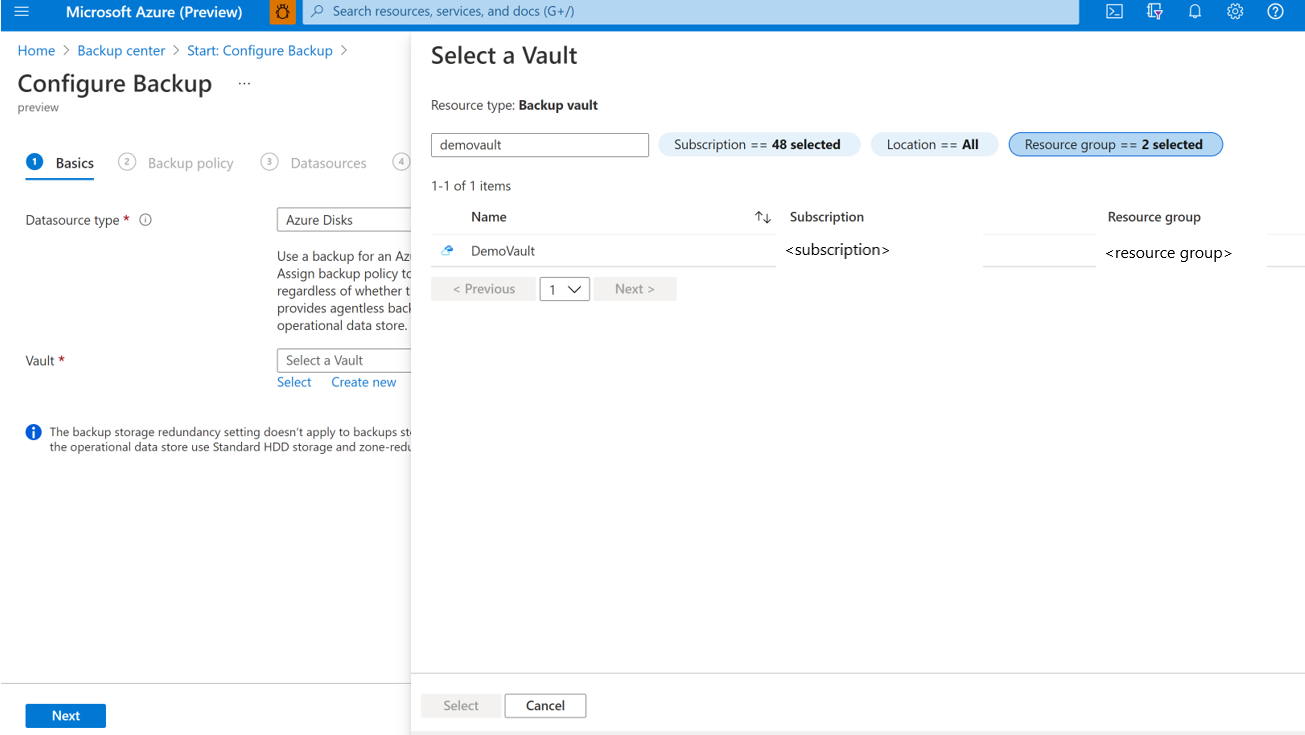 Microsoft Azure (Preview)
Search resources, services, and docs (G+/)
Home > Backup center > Start: Configure Backup >
Configure Backup ...
preview
1 Basics
2 Backup policy
3 Datasources
4
Datasource type *
Azure Disks
Use a backup for an Az
Assign backup policy to
regardless of whether t
provides agentless back
operational data store.
Vault *
Select a Vault
Select Create new
The backup storage redundancy setting doesn't apply to backups st
the operational data store use Standard HDD storage and zone-redu
Next
Select a Vault
Resource type: Backup vault
demovault
Subscription == 48 selected
Location == All
Resource group == 2 selected
1-1 of 1 items
Name Subscription Resource group
DemoVault <subscription> <resource group>
< Previous 1 Next >
Select Cancel